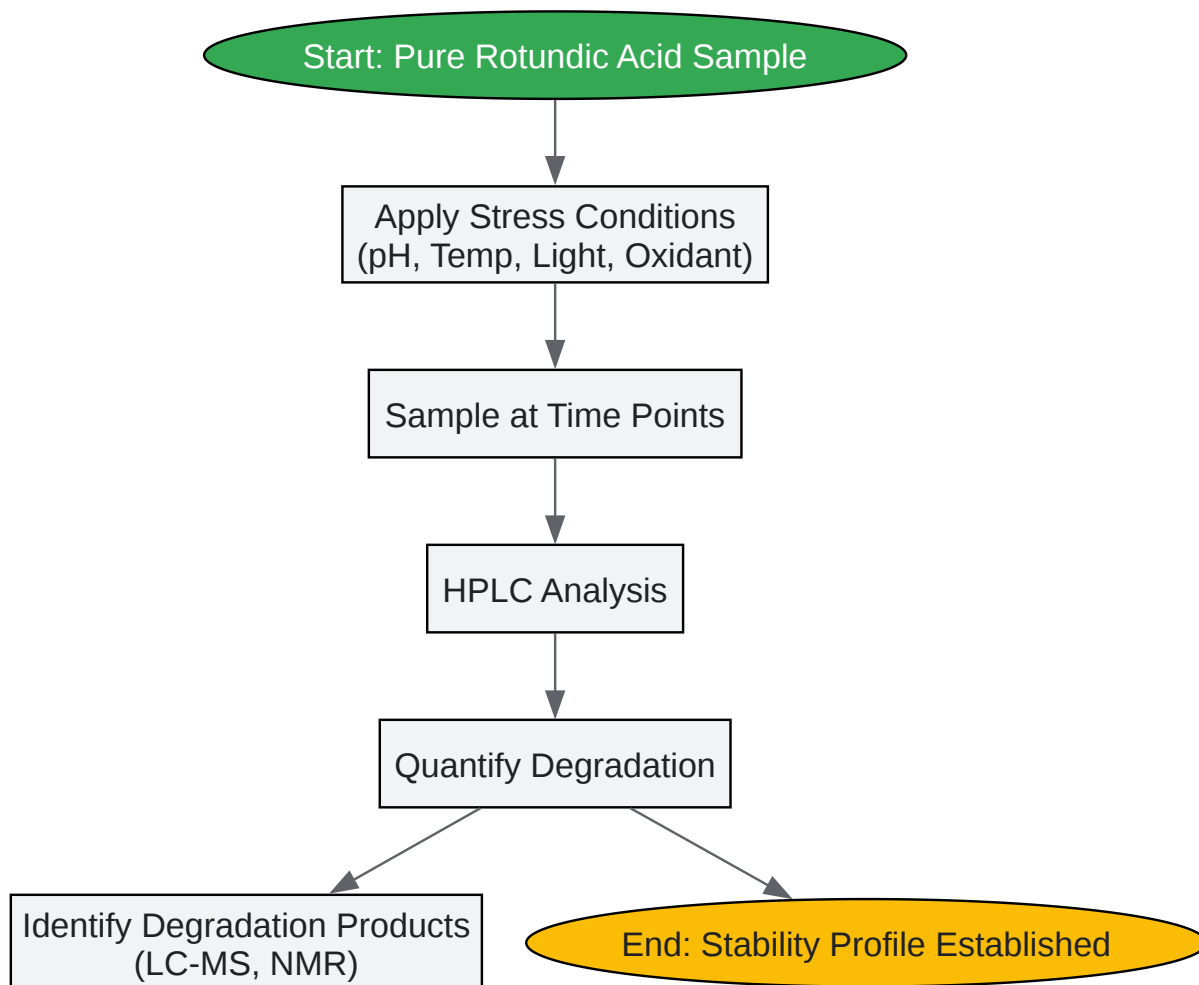 Start: Pure Rotundic Acid Sample
Apply Stress Conditions
(pH, Temp, Light, Oxidant)
Sample at Time Points
HPLC Analysis
Quantify Degradation
Identify Degradation Products
(LC-MS, NMR)
End: Stability Profile Established